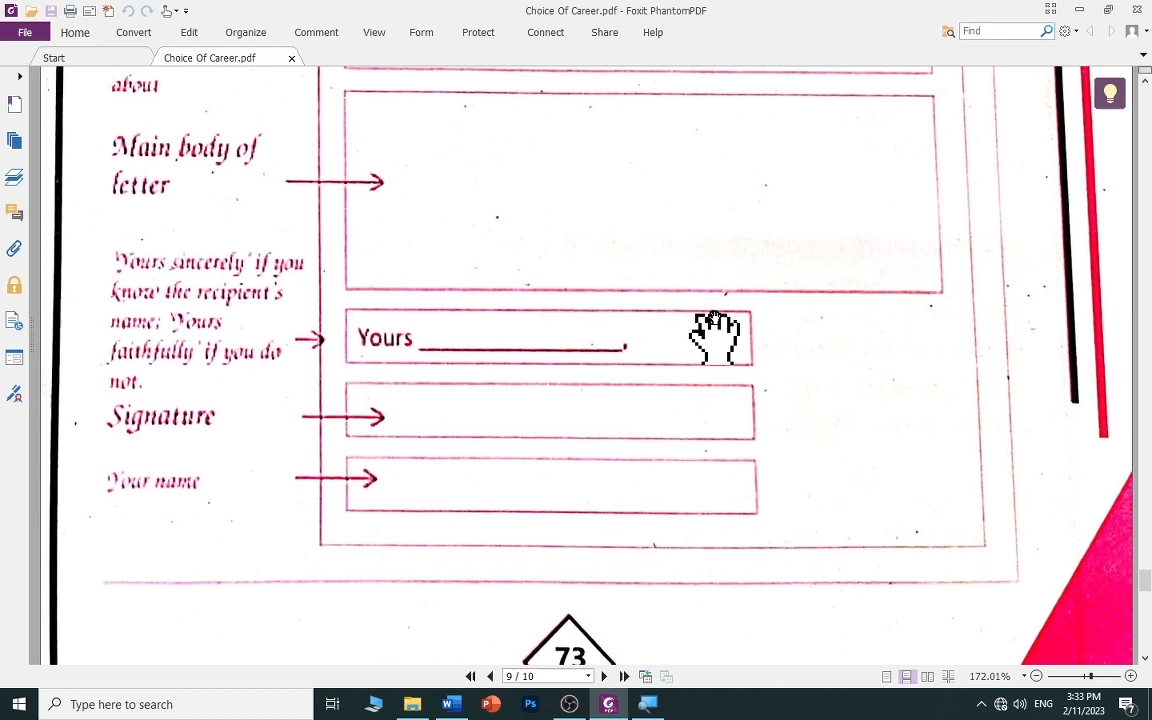 Choice Of Career.pdf - Foxit PhantomPDF
File Home Convert Edit Organize Comment View Form Protect Connect Share Help Find
Start Choice Of Career.pdf
about
Main body of
letter
'Yours sincerely' if you
know the recipient's
name; 'Yours
faithfully' if you do
not.
Yours ____________________,
Signature
Your name
73
9 / 10
172.01%
Type here to search
ENG
3:33 PM
2/11/2023
7